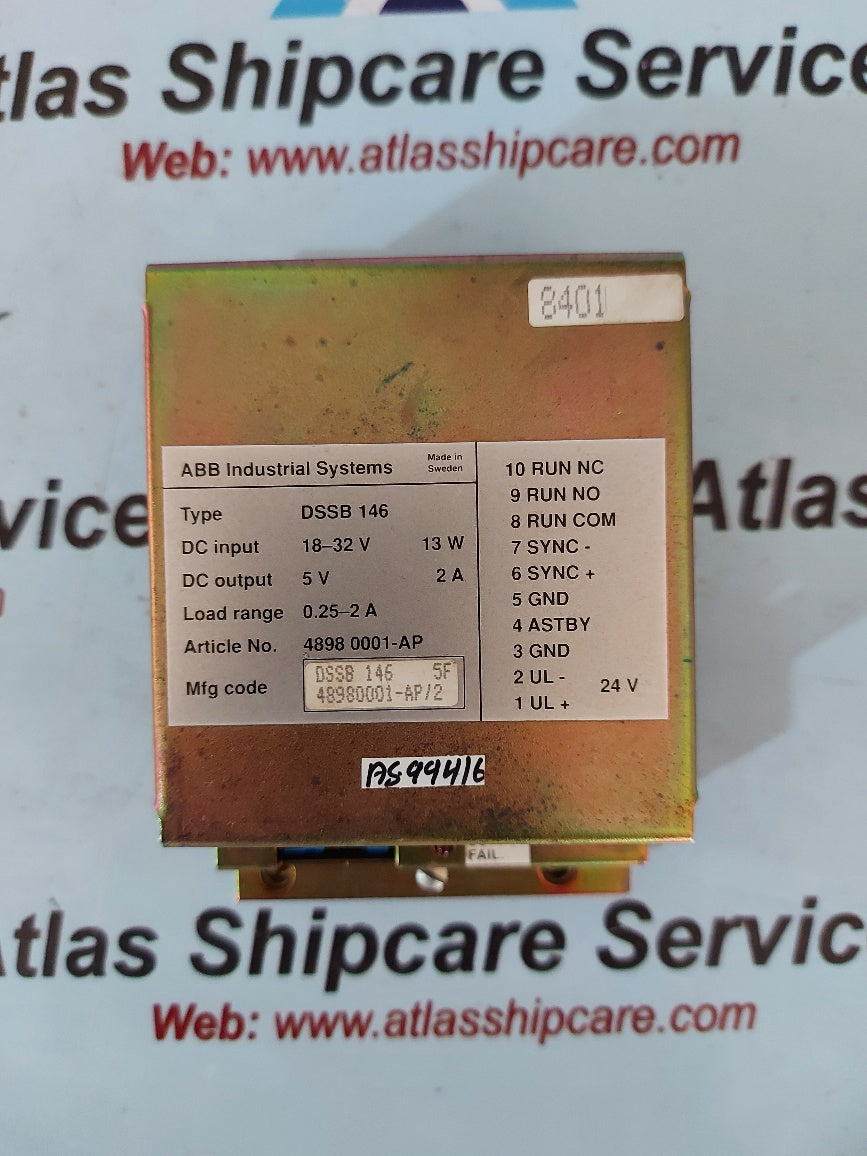 tlas Shipcare Service
Web: www.atlasshipcare.com
8401
ABB Industrial Systems
Made in
Sweden
Type DSSB 146
DC input 18–32 V 13 W
DC output 5 V 2 A
Load range 0.25–2 A
Article No. 4898 0001-AP
Mfg code
DSSB 146 5F
48980001-AP/2
10 RUN NC
9 RUN NO
8 RUN COM
7 SYNC -
6 SYNC +
5 GND
4 ASTBY
3 GND
2 UL -
1 UL +
24 V
vice
Atlas
AS99416
FAIL
Atlas Shipcare Servic
Web: www.atlasshipcare.com